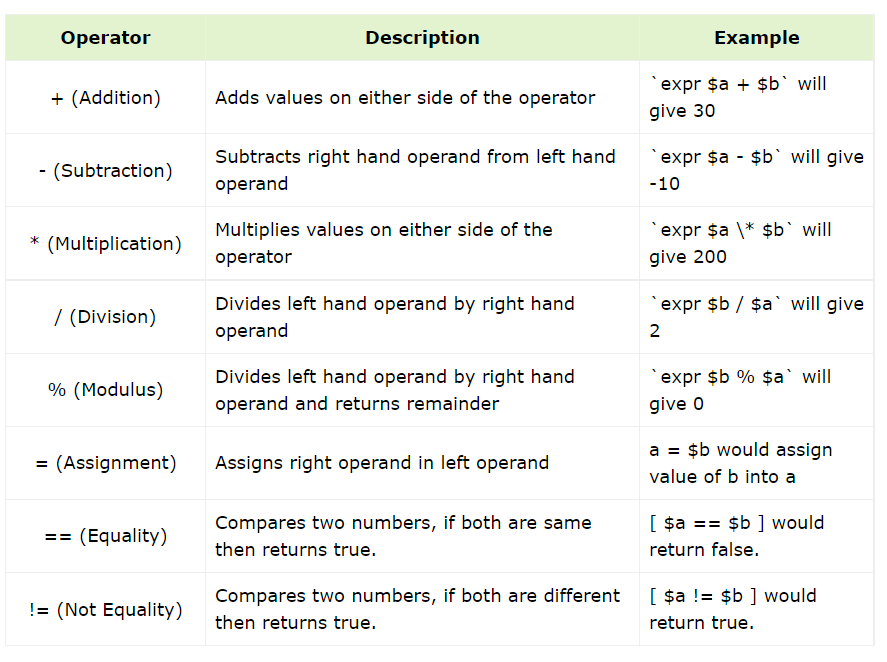 Operator Description Example
+ (Addition) Adds values on either side of the operator `expr $a + $b` will
give 30
- (Subtraction) Subtracts right hand operand from left hand
operand
`expr $a - $b` will give
-10
* (Multiplication) Multiplies values on either side of the
operator
`expr $a \* $b` will
give 200
/ (Division) Divides left hand operand by right hand
operand
`expr $b / $a` will give
2
% (Modulus) Divides left hand operand by right hand
operand and returns remainder
`expr $b % $a` will
give 0
= (Assignment) Assigns right operand in left operand a = $b would assign
value of b into a
== (Equality) Compares two numbers, if both are same
then returns true.
[ $a == $b ] would
return false.
!= (Not Equality) Compares two numbers, if both are different
then returns true.
[ $a != $b ] would
return true.